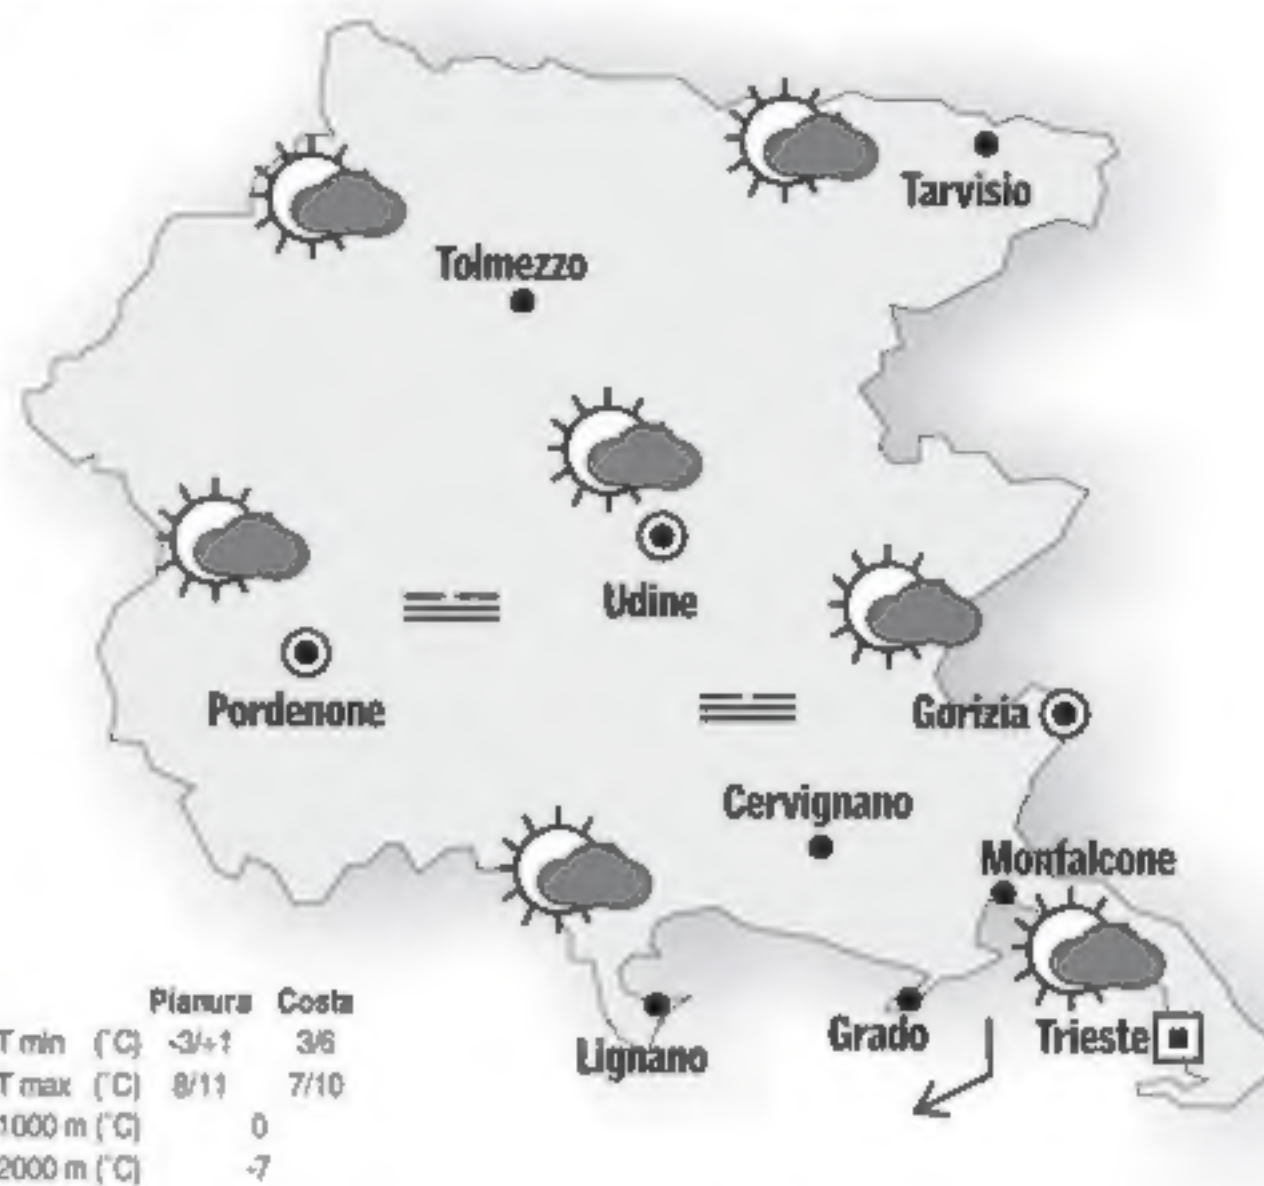 Tarvisio
Tolmezzo
Udine
Pordenone
Gorizia
Cervignano
Monfalcone
Pianura Costa
T min (°C) -3/+1 3/6
Grado Trieste
Lignano
T max (°C) 8/11 7/10
1000 m (°C) 0
2000 m (°C) -7